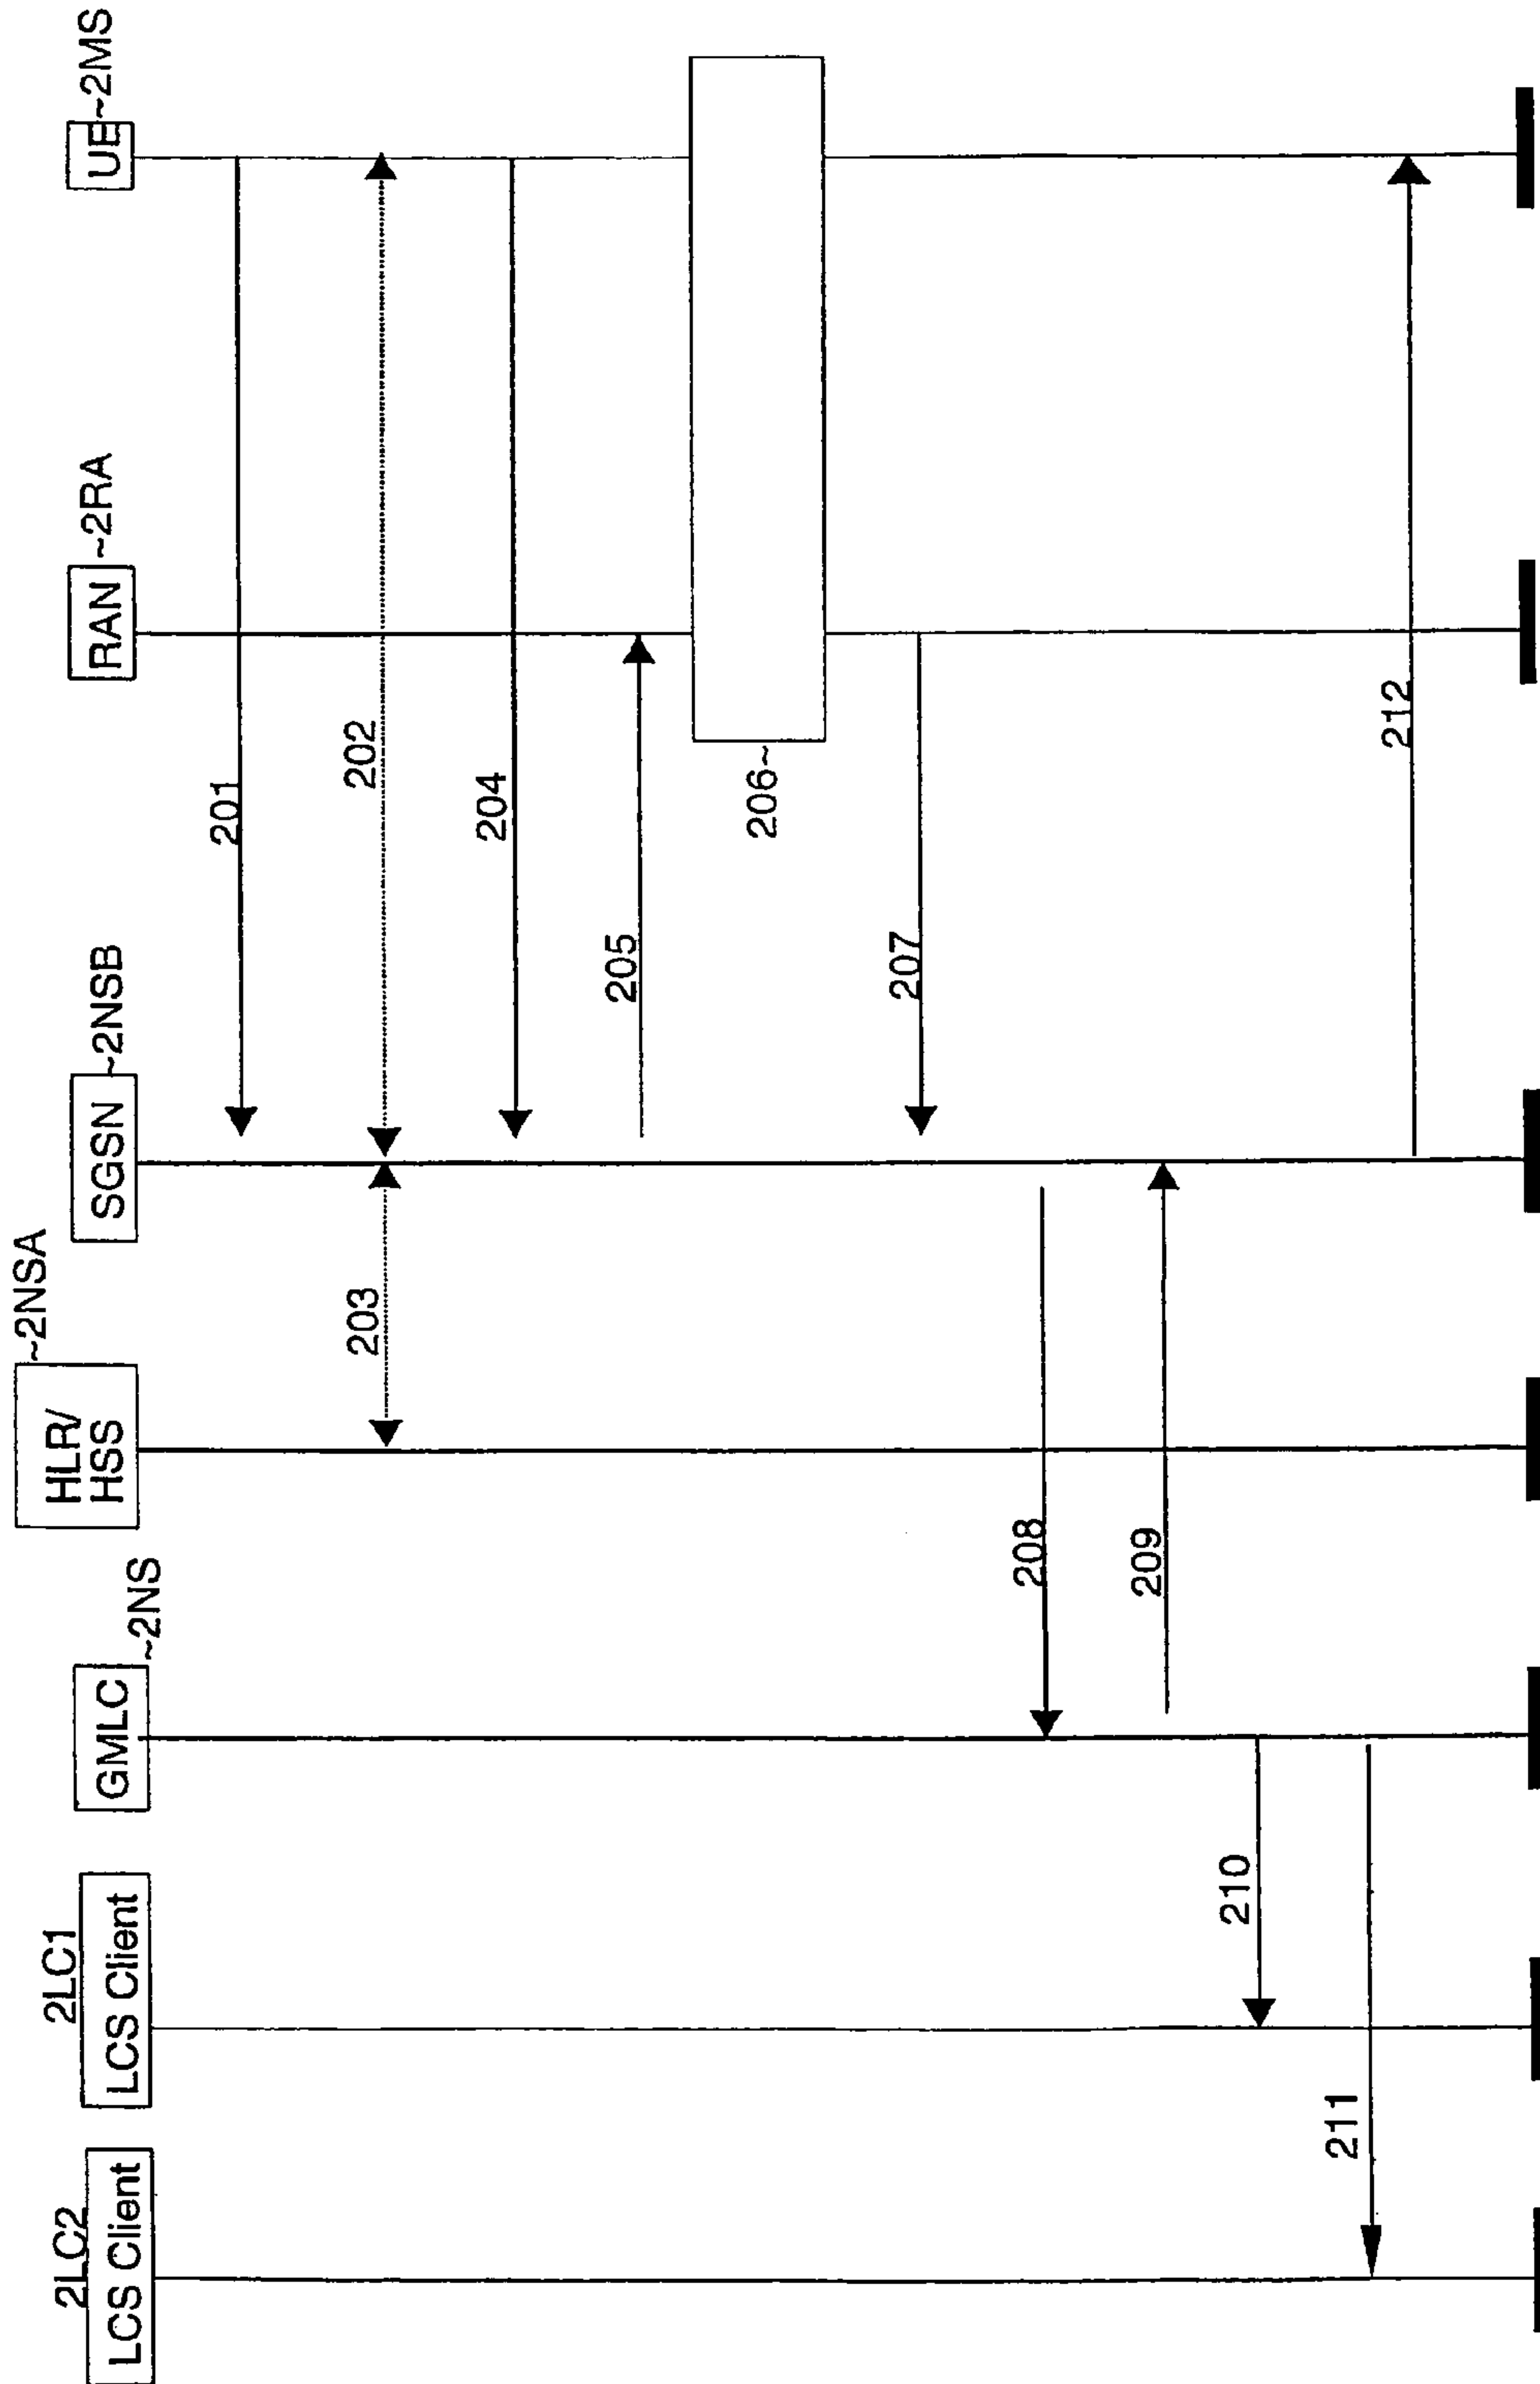 2LC2
LCS Client
2LC1
LCS Client
GMLC
~2NS
HLR/
HSS
~2NSA
SGSN
~2NSB
RAN
~2RA
UE
~2MS
201
202
203
204
205
206~
207
208
209
210
211
212